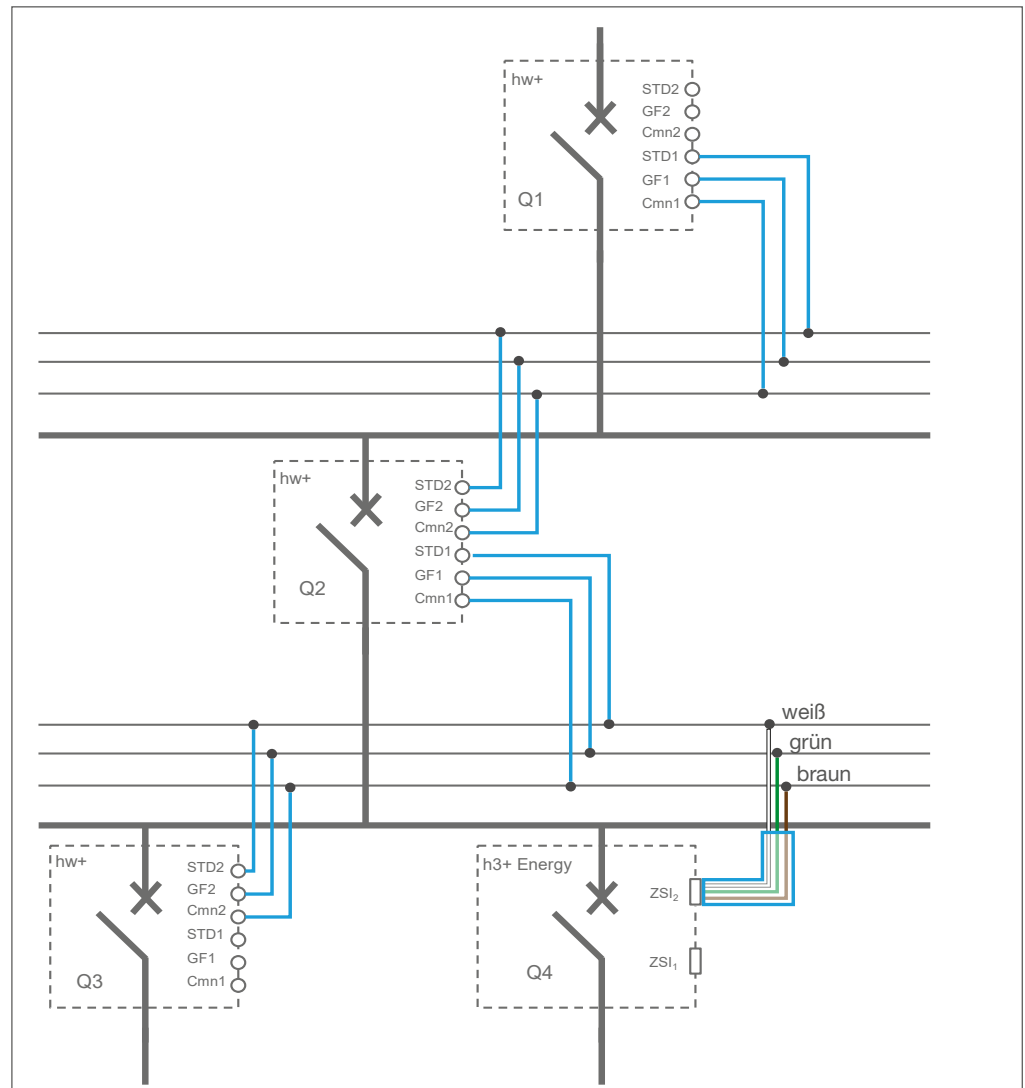 hw+
STD2
GF2
Cmn2
STD1
GF1
Cmn1
Q1
hw+
STD2
GF2
Cmn2
STD1
GF1
Cmn1
Q2
weiß
grün
braun
hw+
STD2
GF2
Cmn2
STD1
GF1
Cmn1
Q3
h3+ Energy
ZSI2
ZSI1
Q4